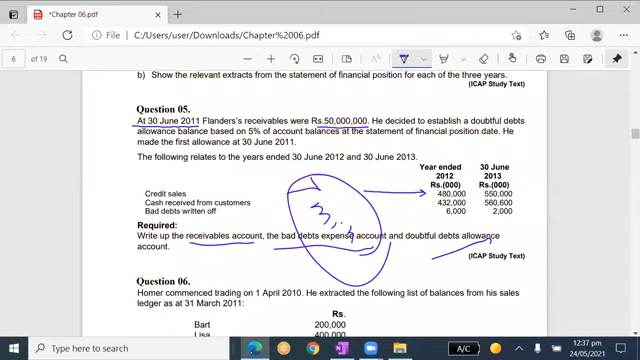 *Chapter 06.pdf
C:/Users/user/Downloads/Chapter%2006.pdf
6 of 19
b) Show the relevant extracts from the statement of financial position for each of the three years.
(ICAP Study Text)
Question 05
At 30 June 2011 Flanders's receivables were Rs.50,000,000. He decided to establish a doubtful debts
allowance balance based on 5% of account balances at the statement of financial position date. He
made the first allowance at 30 June 2011.
The following relates to the years ended 30 June 2012 and 30 June 2013.
Year ended 30 June
2012 2013
Rs.(000) Rs.(000)
Credit sales 480,000 550,000
Cash received from customers 432,000 560,600
Bad debts written off 6,000 2,000
Required:
Write up the receivables account, the bad debts expense account and doubtful debts allowance
account.
(ICAP Study Text)
Question 06
Homer commenced trading on 1 April 2010. He extracted the following list of balances from his sales
ledger as at 31 March 2011:
Rs.
Bart 200,000
Lisa 400,000
Type here to search
A/C
12:37 pm
24/05/2021